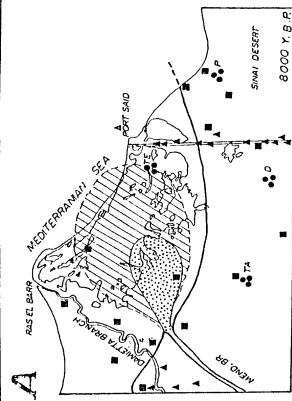 A
RAS EL BARR
MEDITERRANEAN SEA
PORT SAID
DAMIETTA BRANCH
MEND BR
T
TA
D
P
SINAI DESERT
8000 Y.B.P.